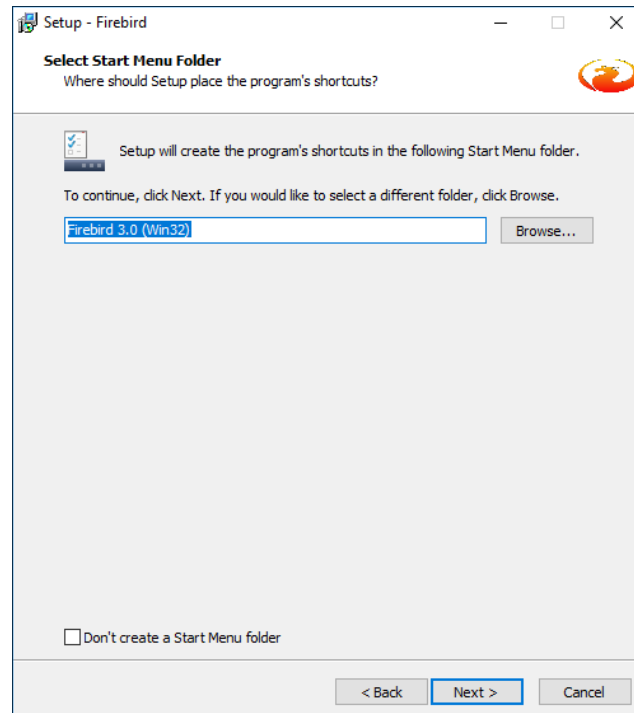 Setup - Firebird
Select Start Menu Folder
Where should Setup place the program's shortcuts?
Setup will create the program's shortcuts in the following Start Menu folder.
To continue, click Next. If you would like to select a different folder, click Browse.
Firebird 3.0 (Win32)
Browse...
Don't create a Start Menu folder
< Back
Next >
Cancel